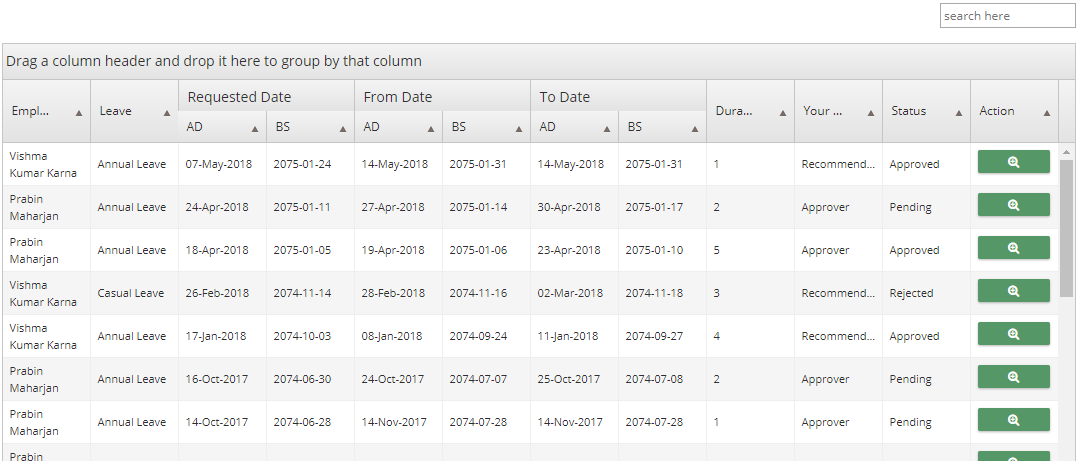 search here
Drag a column header and drop it here to group by that column
Empl... Leave Requested Date From Date To Date Dura... Your ... Status Action
AD BS AD BS AD BS
Vishma Kumar Karna Annual Leave 07-May-2018 2075-01-24 14-May-2018 2075-01-31 14-May-2018 2075-01-31 1 Recommend... Approved
Prabin Maharjan Annual Leave 24-Apr-2018 2075-01-11 27-Apr-2018 2075-01-14 30-Apr-2018 2075-01-17 2 Approver Pending
Prabin Maharjan Annual Leave 18-Apr-2018 2075-01-05 19-Apr-2018 2075-01-06 23-Apr-2018 2075-01-10 5 Approver Approved
Vishma Kumar Karna Casual Leave 26-Feb-2018 2074-11-14 28-Feb-2018 2074-11-16 02-Mar-2018 2074-11-18 3 Recommend... Rejected
Vishma Kumar Karna Annual Leave 17-Jan-2018 2074-10-03 08-Jan-2018 2074-09-24 11-Jan-2018 2074-09-27 4 Recommend... Approved
Prabin Maharjan Annual Leave 16-Oct-2017 2074-06-30 24-Oct-2017 2074-07-07 25-Oct-2017 2074-07-08 2 Approver Pending
Prabin Maharjan Annual Leave 14-Oct-2017 2074-06-28 14-Nov-2017 2074-07-28 14-Nov-2017 2074-07-28 1 Approver Pending
Prabin